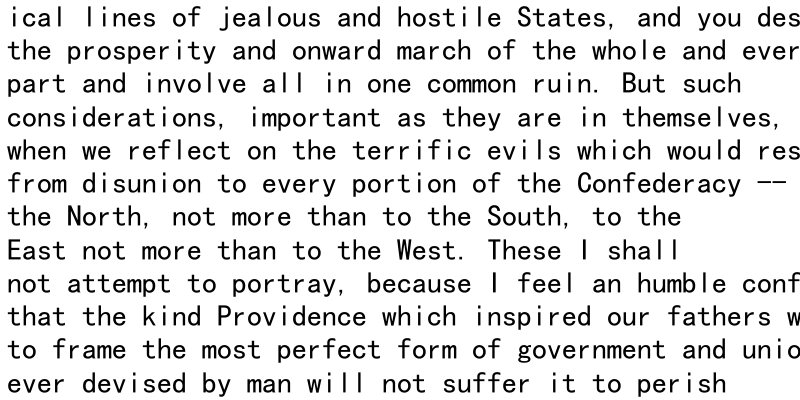 ical lines of jealous and hostile States, and you des
the prosperity and onward march of the whole and ever
part and involve all in one common ruin. But such
considerations, important as they are in themselves,
when we reflect on the terrific evils which would res
from disunion to every portion of the Confederacy --
the North, not more than to the South, to the
East not more than to the West. These I shall
not attempt to portray, because I feel an humble conf
that the kind Providence which inspired our fathers w
to frame the most perfect form of government and unio
ever devised by man will not suffer it to perish